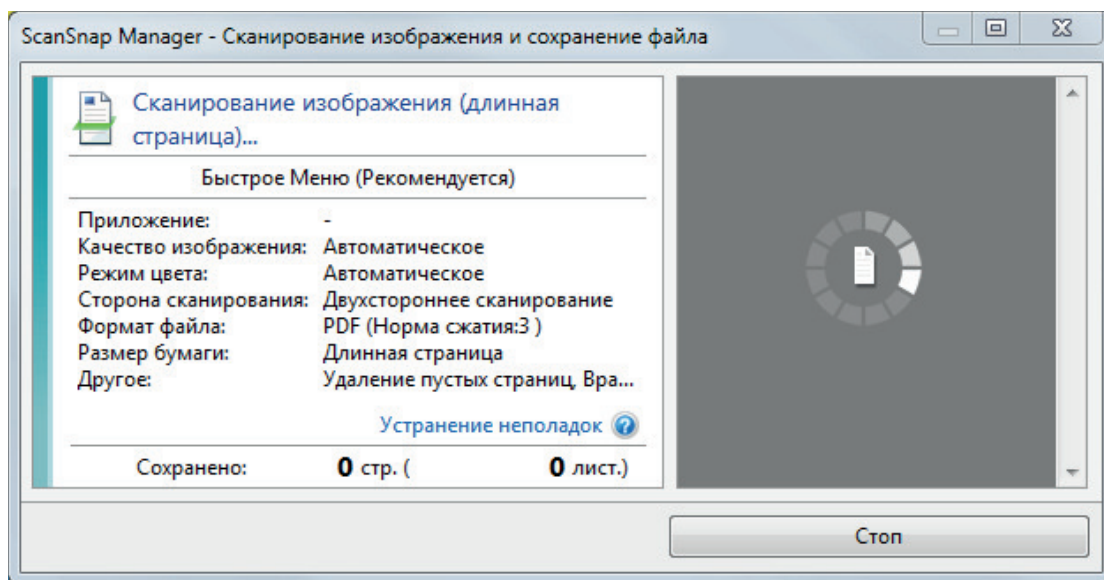 ScanSnap Manager - Сканирование изображения и сохранение файла
Сканирование изображения (длинная
страница)...
Быстрое Меню (Рекомендуется)
Приложение: -
Качество изображения: Автоматическое
Режим цвета: Автоматическое
Сторона сканирования: Двухстороннее сканирование
Формат файла: PDF (Норма сжатия:3 )
Размер бумаги: Длинная страница
Другое: Удаление пустых страниц, Вра...
Устранение неполадок
Сохранено: 0 стр. ( 0 лист.)
Стоп